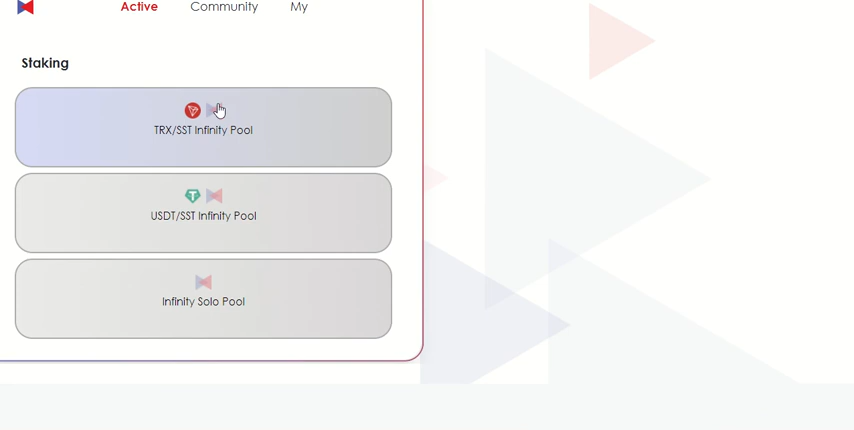 Active Community My
Staking
TRX/SST Infinity Pool
USDT/SST Infinity Pool
Infinity Solo Pool